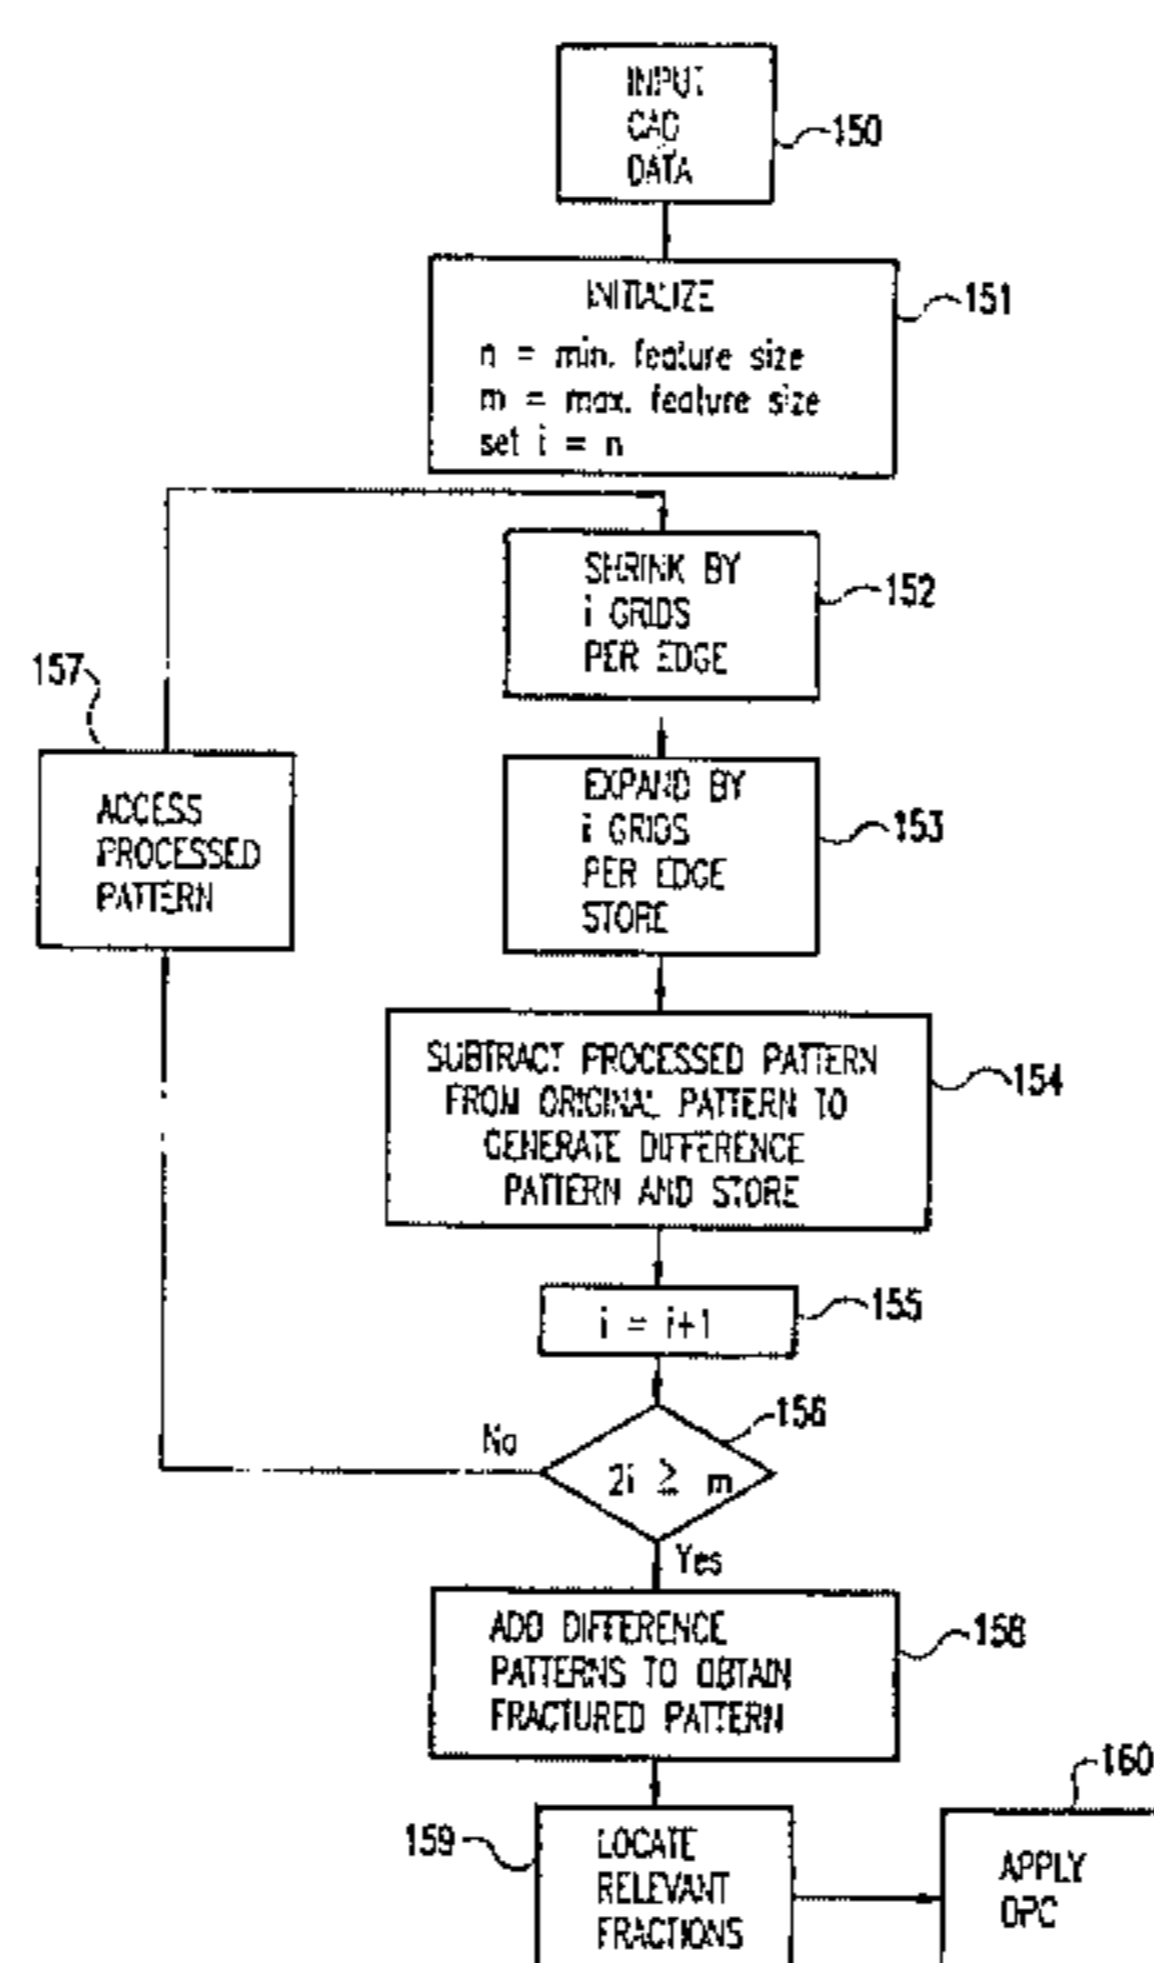 INPUT
CAD
DATA
150
INITIALIZE
n = min. feature size
m = max. feature size
set i = n
151
SHRINK BY
i GRIDS
PER EDGE
152
157
ACCESS
PROCESSED
PATTERN
EXPAND BY
i GRIDS
PER EDGE
STORE
153
SUBTRACT PROCESSED PATTERN
FROM ORIGINAL PATTERN TO
GENERATE DIFFERENCE
PATTERN AND STORE
154
i = i+1
155
156
No
2i ≥ m
Yes
ADD DIFFERENCE
PATTERNS TO OBTAIN
FRACTURED PATTERN
158
159
LOCATE
RELEVANT
FRACTIONS
160
APPLY
OPC